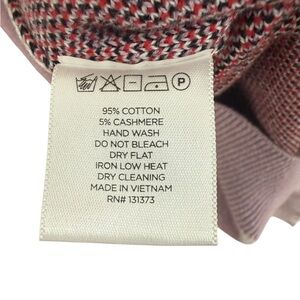 P
95% COTTON
5% CASHMERE
HAND WASH
DO NOT BLEACH
DRY FLAT
IRON LOW HEAT
DRY CLEANING
MADE IN VIETNAM
RN# 131373